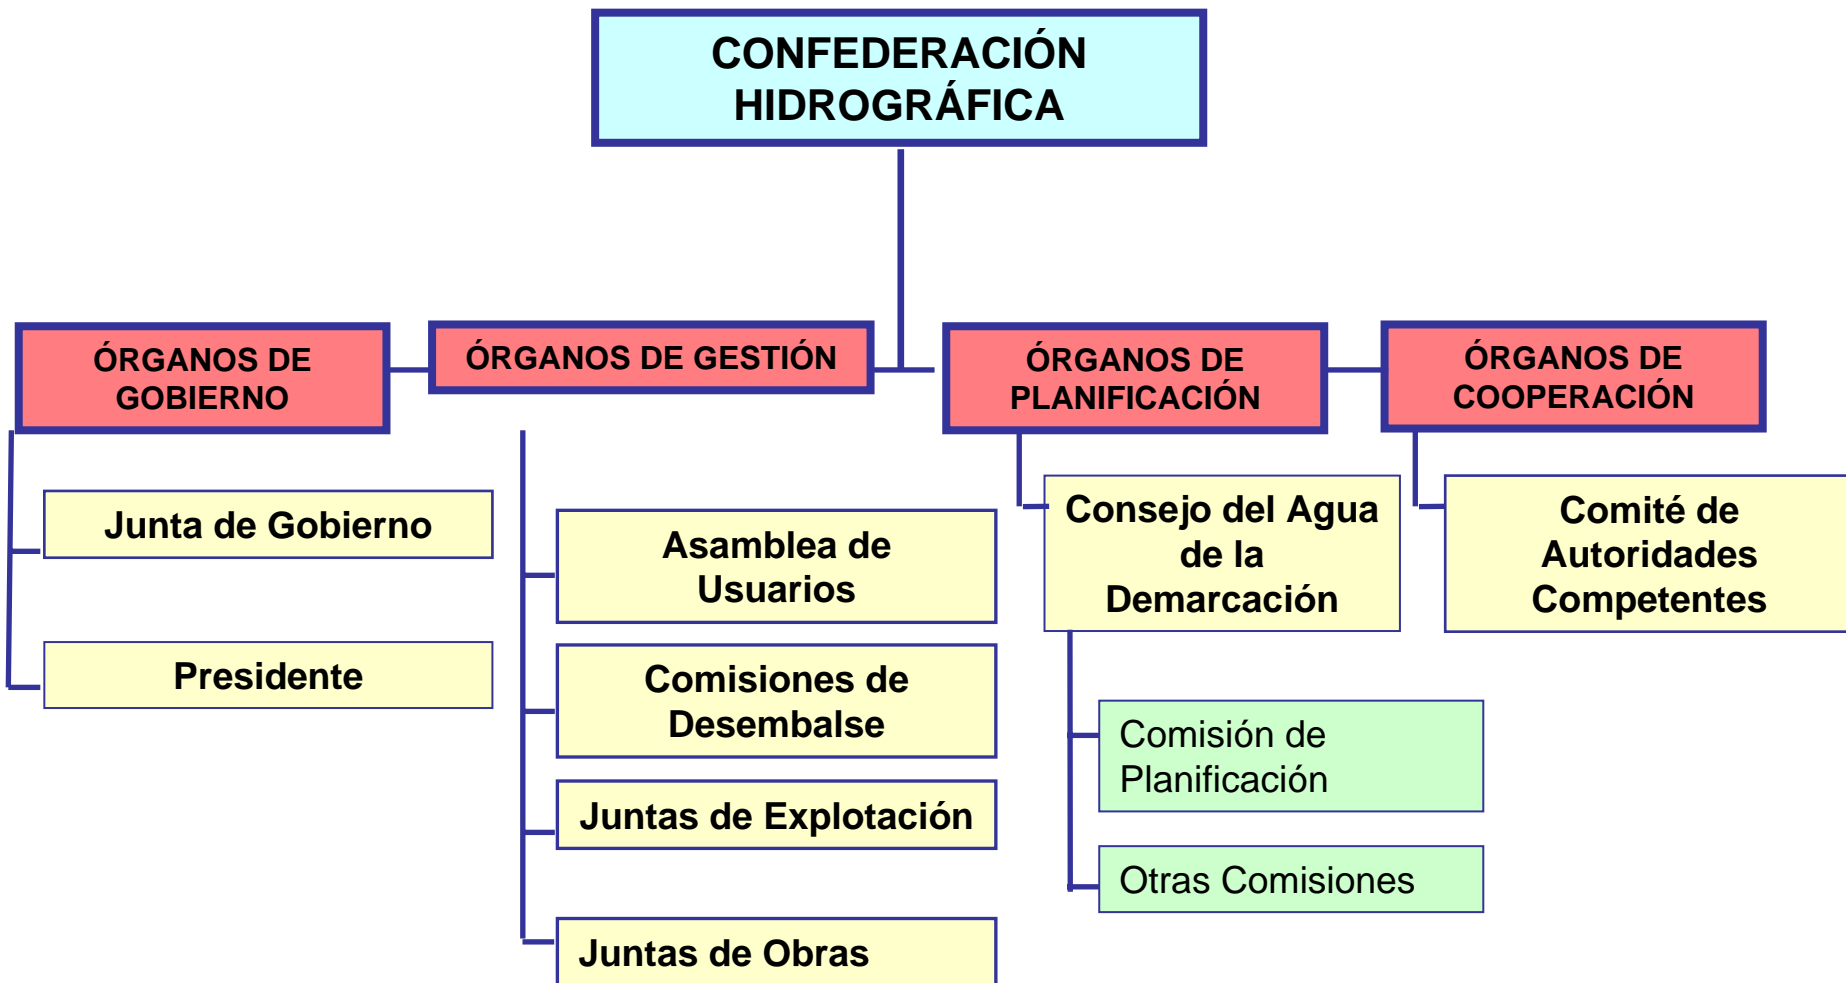 CONFEDERACIÓN
HIDROGRÁFICA
ÓRGANOS DE
GOBIERNO
ÓRGANOS DE GESTIÓN
ÓRGANOS DE
PLANIFICACIÓN
ÓRGANOS DE
COOPERACIÓN
Junta de Gobierno
Presidente
Asamblea de
Usuarios
Comisiones de
Desembalse
Juntas de Explotación
Juntas de Obras
Consejo del Agua
de la
Demarcación
Comisión de
Planificación
Otras Comisiones
Comité de
Autoridades
Competentes